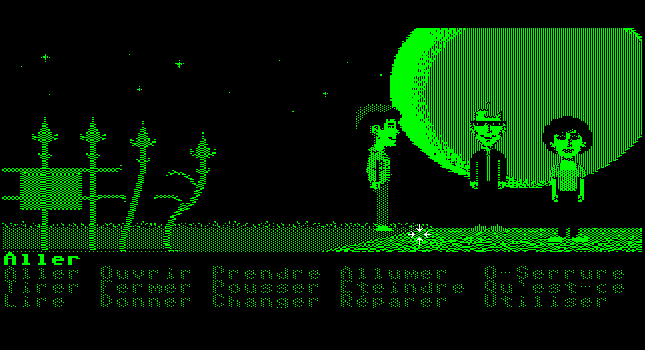 Aller
Aller Ouvrir Prendre Allumer O-Serrure
Tirer Fermer Pousser Eteindre Qu'est-ce
Lire Donner Changer Réparer Utiliser